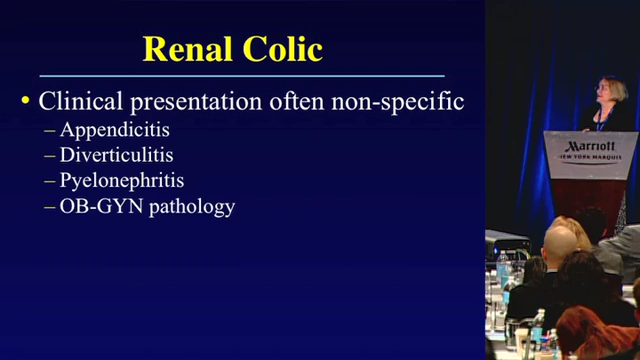 Renal Colic
• Clinical presentation often non-specific
– Appendicitis
– Diverticulitis
– Pyelonephritis
– OB-GYN pathology
Marriott
NEW YORK MARQUIS